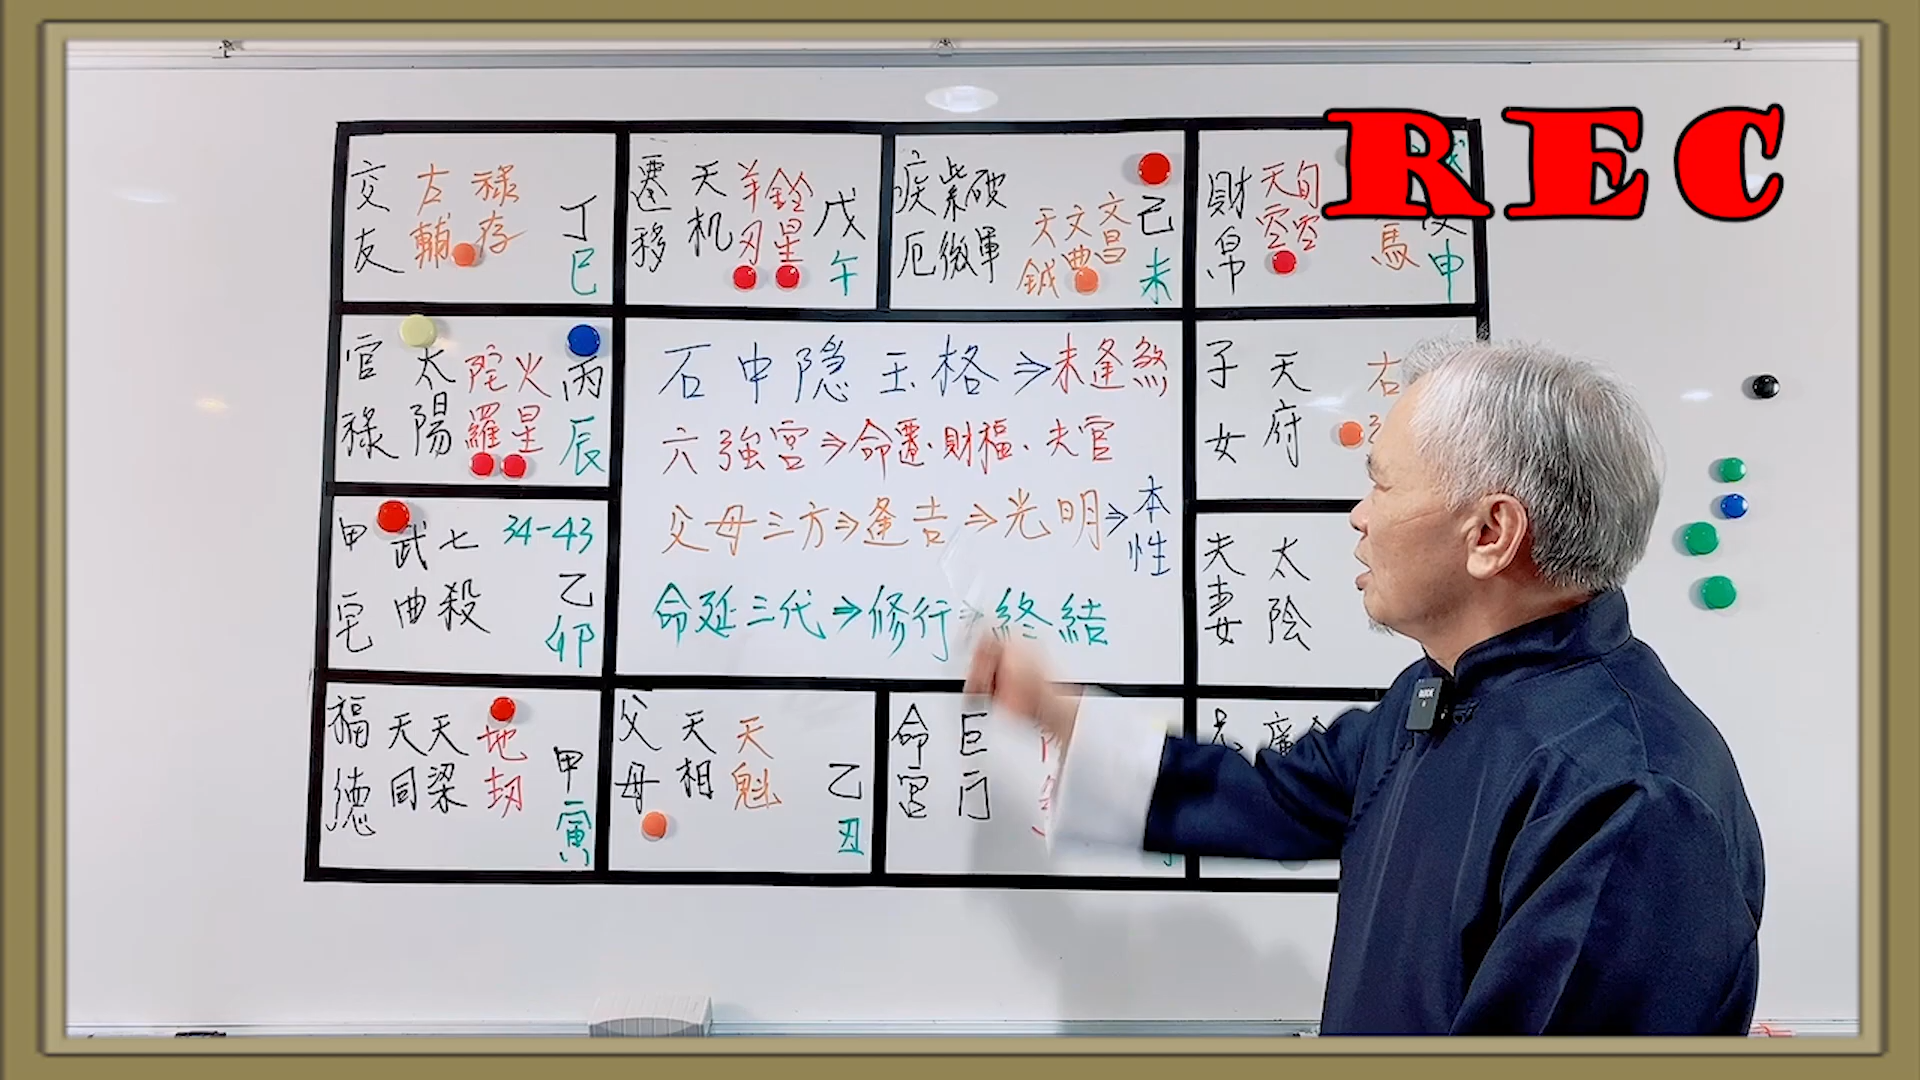 REC
交友 左輔 祿存 丁巳
遷移 天机 羊刃 鈴星 戊午
疾厄 紫微 破軍 天鉞 文曲 文昌 己未
財帛 天空 旬空 馬 申
官祿 太陽 陀羅 火星 丙辰
石中隐玉格⇒未逢煞
六強宮⇒命遷、財福、夫官
父母三方⇒逢吉⇒光明⇒本性
命延三代⇒修行⇒終結
子女 天府 右
甲宅 武曲 七殺 34-43 乙卯
夫妻 太陰
福德 天同 天梁 地刼 甲寅
父母 天相 天魁 乙丑
命宮 巨